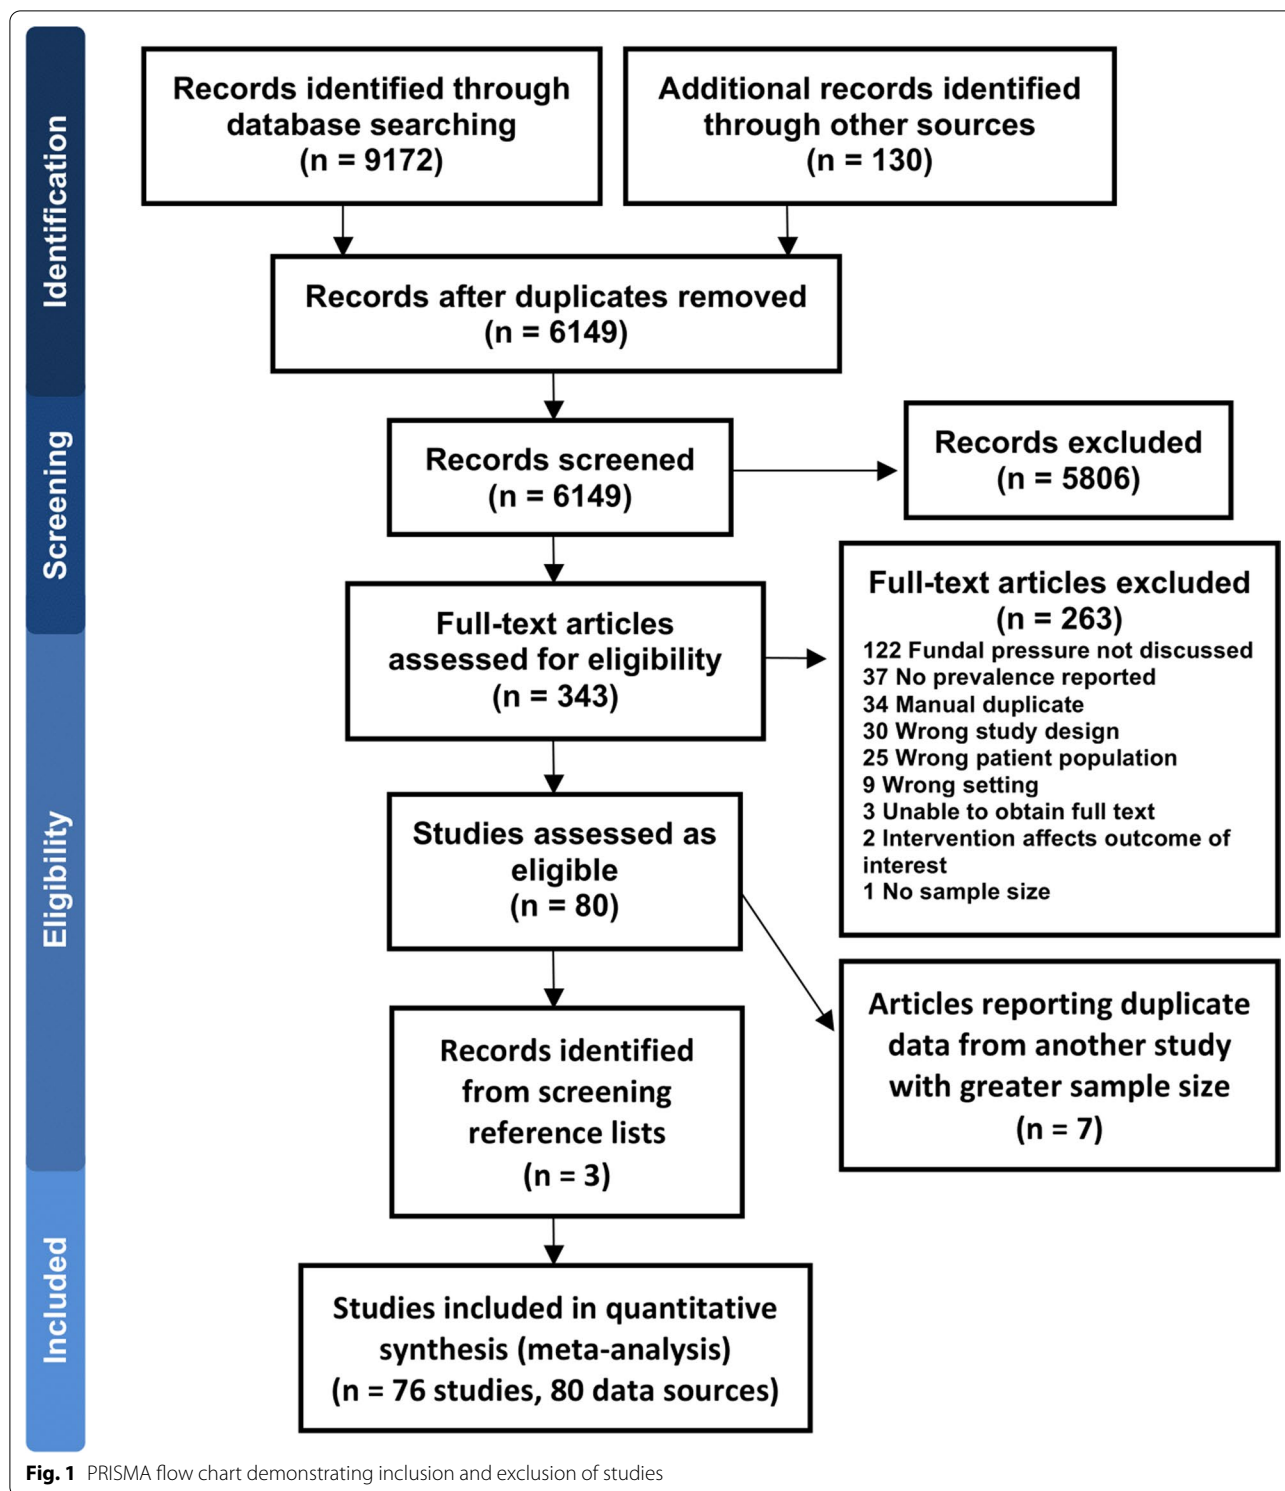 Identification
Records identified through
database searching
(n = 9172)
Additional records identified
through other sources
(n = 130)
Records after duplicates removed
(n = 6149)
Screening
Records screened
(n = 6149)
Records excluded
(n = 5806)
Eligibility
Full-text articles
assessed for eligibility
(n = 343)
Full-text articles excluded
(n = 263)
122 Fundal pressure not discussed
37 No prevalence reported
34 Manual duplicate
30 Wrong study design
25 Wrong patient population
9 Wrong setting
3 Unable to obtain full text
2 Intervention affects outcome of
interest
1 No sample size
Studies assessed as
eligible
(n = 80)
Articles reporting duplicate
data from another study
with greater sample size
(n = 7)
Records identified
from screening
reference lists
(n = 3)
Included
Studies included in quantitative
synthesis (meta-analysis)
(n = 76 studies, 80 data sources)
Fig. 1 PRISMA flow chart demonstrating inclusion and exclusion of studies